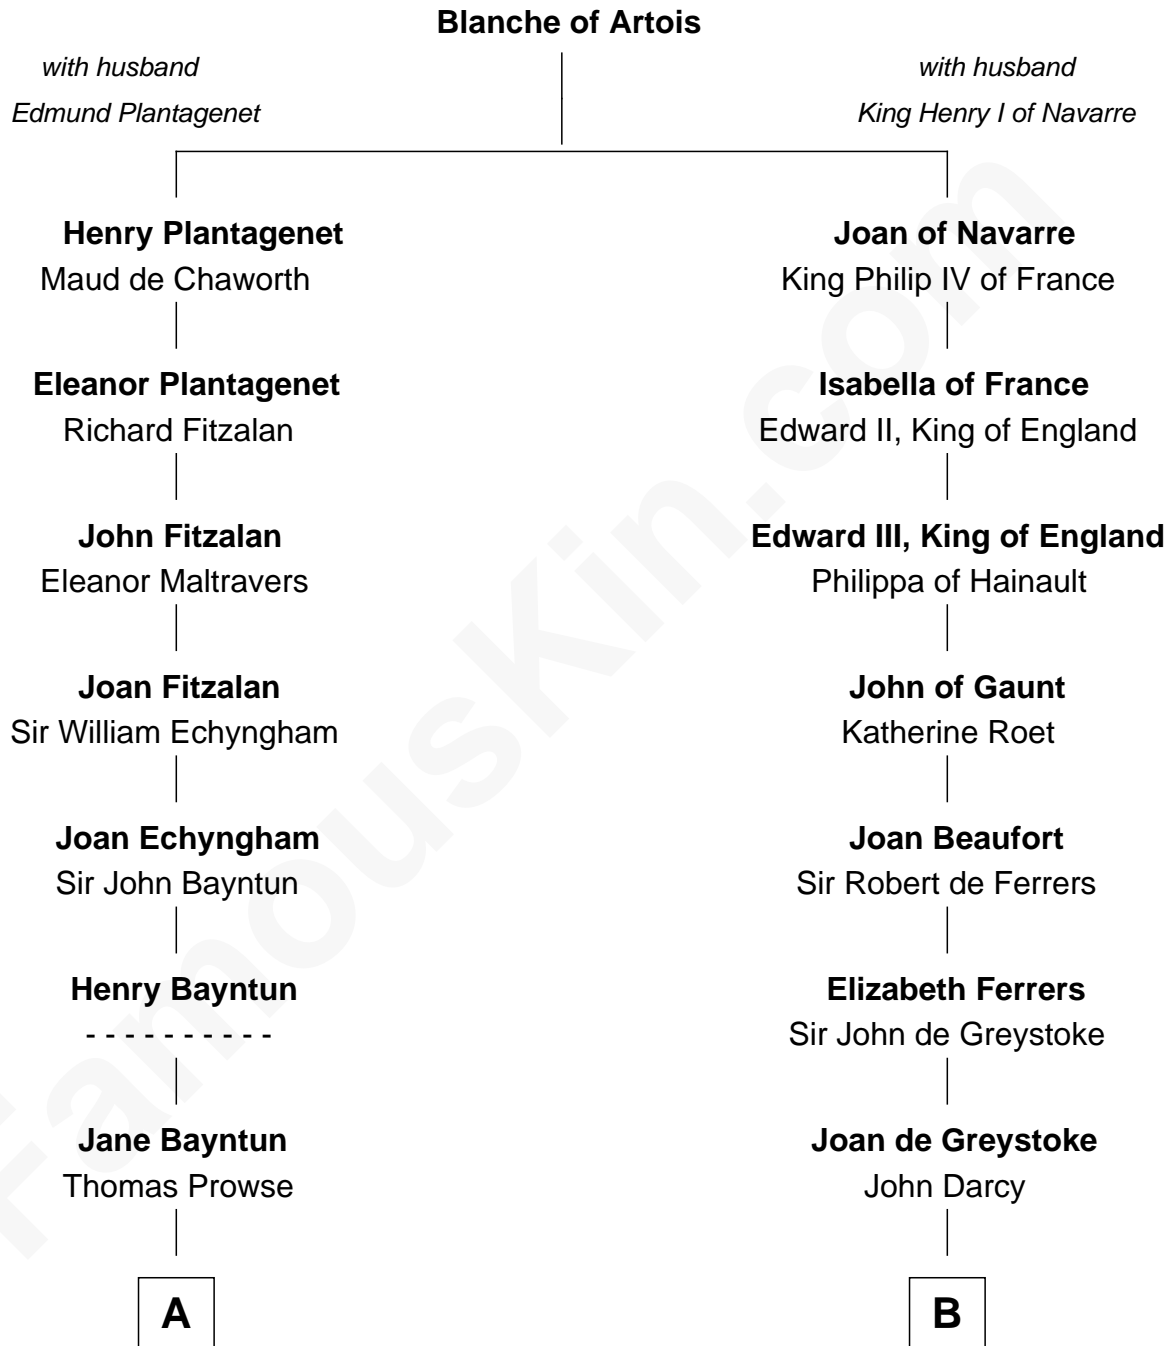 Blanche of Artois
with husband
Edmund Plantagenet
with husband
King Henry I of Navarre
Henry Plantagenet
Maud de Chaworth
Eleanor Plantagenet
Richard Fitzalan
John Fitzalan
Eleanor Maltravers
Joan Fitzalan
Sir William Echyngham
Joan Echyngham
Sir John Bayntun
Henry Bayntun
- - - - - - - - - -
Jane Bayntun
Thomas Prowse
A
Joan of Navarre
King Philip IV of France
Isabella of France
Edward II, King of England
Edward III, King of England
Philippa of Hainault
John of Gaunt
Katherine Roet
Joan Beaufort
Sir Robert de Ferrers
Elizabeth Ferrers
Sir John de Greystoke
Joan de Greystoke
John Darcy
B
FamousKin.com